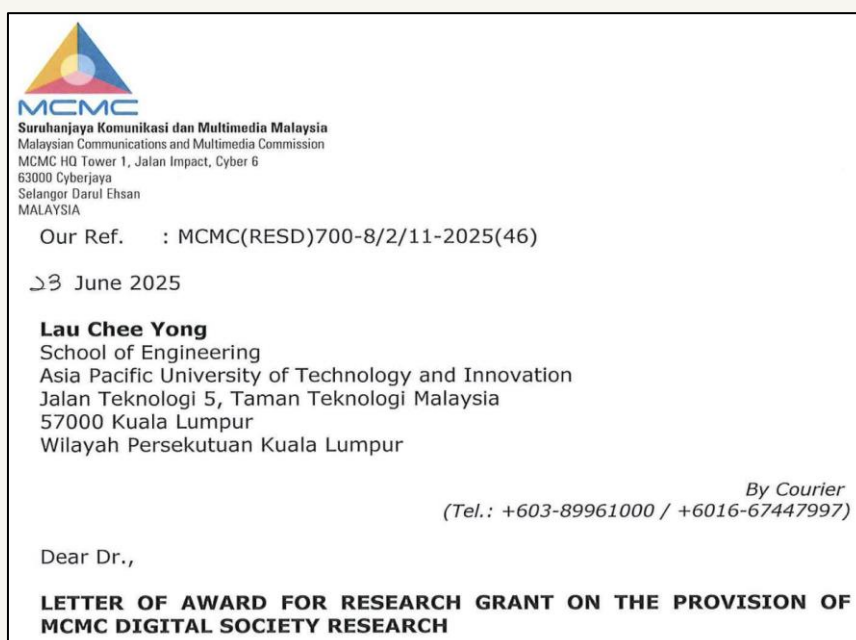 MCMC
Suruhanjaya Komunikasi dan Multimedia Malaysia
Malaysian Communications and Multimedia Commission
MCMC HQ Tower 1, Jalan Impact, Cyber 6
63000 Cyberjaya
Selangor Darul Ehsan
MALAYSIA
Our Ref. : MCMC(RESD)700-8/2/11-2025(46)
23 June 2025
Lau Chee Yong
School of Engineering
Asia Pacific University of Technology and Innovation
Jalan Teknologi 5, Taman Teknologi Malaysia
57000 Kuala Lumpur
Wilayah Persekutuan Kuala Lumpur
By Courier
(Tel.: +603-89961000 / +6016-67447997)
Dear Dr.,
LETTER OF AWARD FOR RESEARCH GRANT ON THE PROVISION OF
MCMC DIGITAL SOCIETY RESEARCH